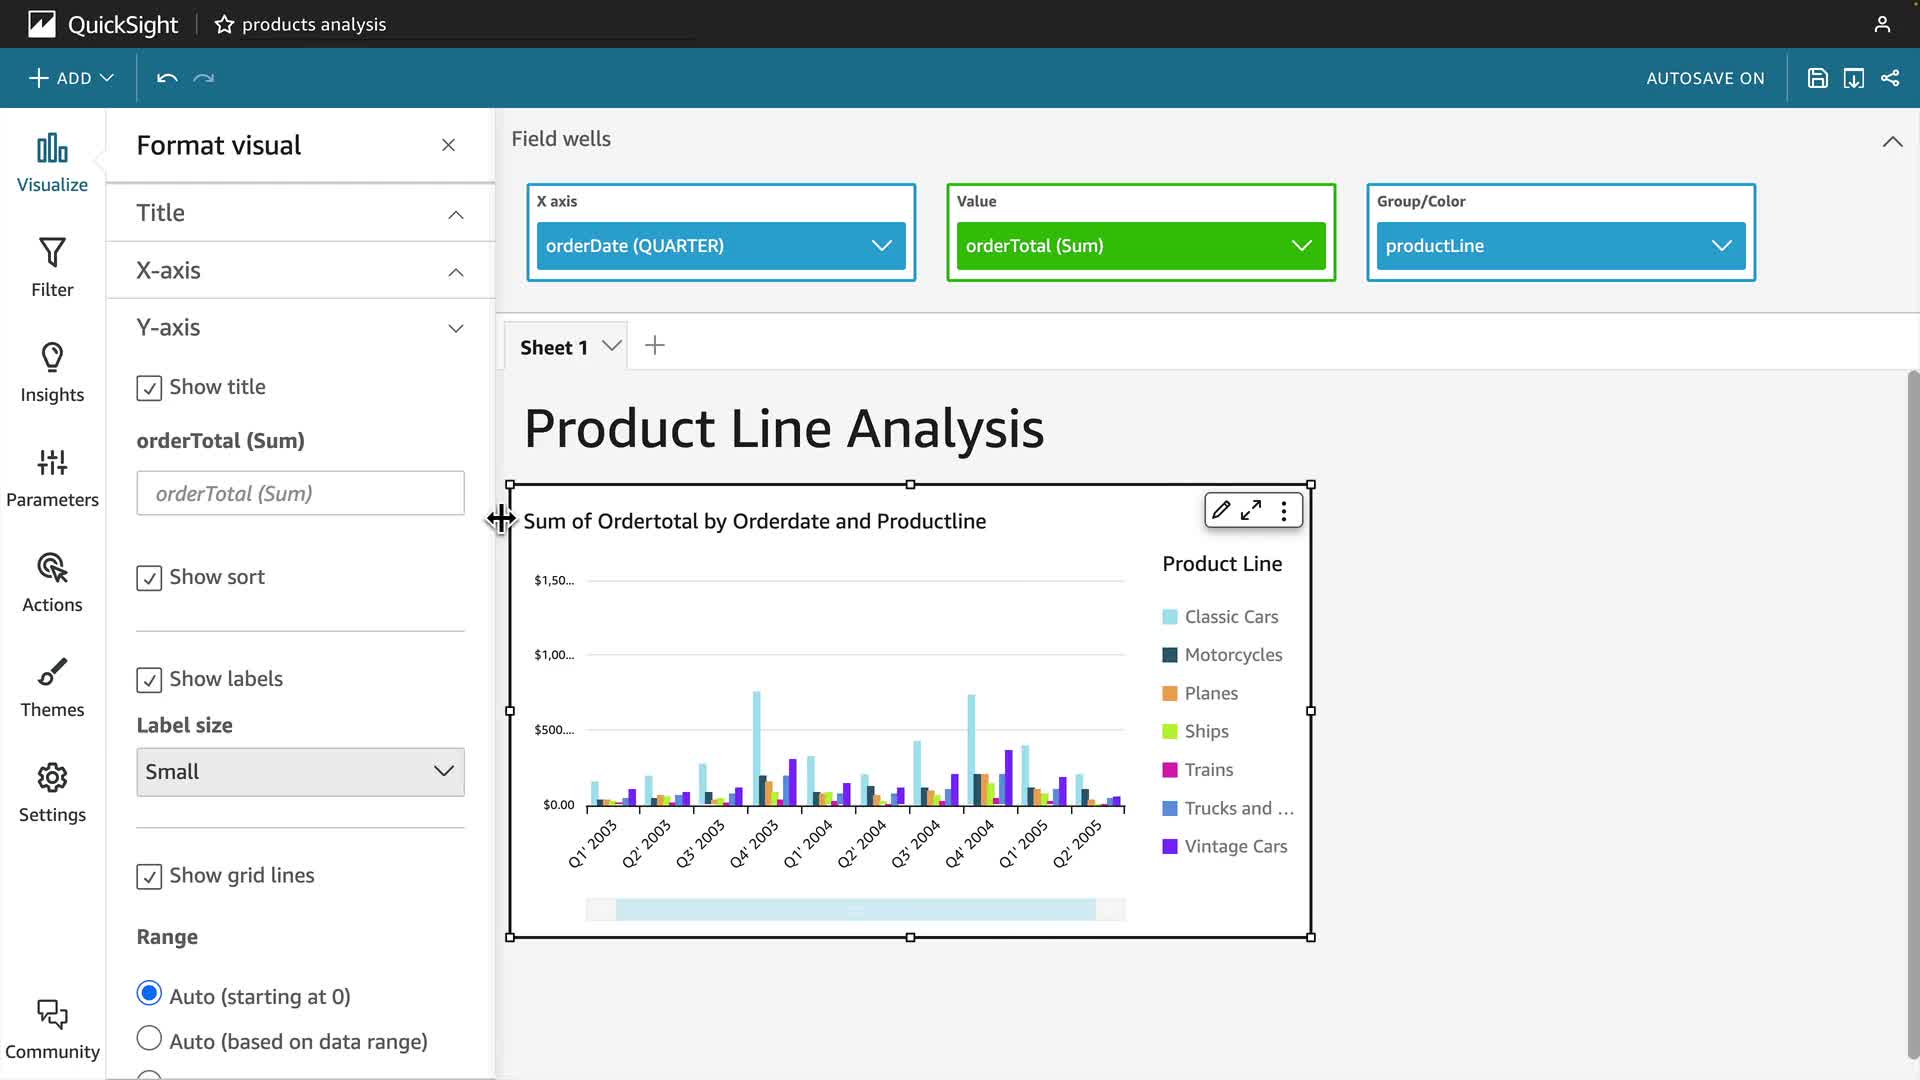 QuickSight
products analysis
ADD
AUTOSAVE ON
Visualize
Filter
Insights
Parameters
Actions
Themes
Settings
Community
Format visual
Title
X-axis
Y-axis
Show title
orderTotal (Sum)
orderTotal (Sum)
Show sort
Show labels
Label size
Small
Show grid lines
Range
Auto (starting at 0)
Auto (based on data range)
Field wells
X axis
orderDate (QUARTER)
Value
orderTotal (Sum)
Group/Color
productLine
Sheet 1
Product Line Analysis
Sum of Ordertotal by Orderdate and Productline
$1,50...
$1,00...
$500....
$0.00
Q1' 2003
Q2' 2003
Q3' 2003
Q4' 2003
Q1' 2004
Q2' 2004
Q3' 2004
Q4' 2004
Q1' 2005
Q2' 2005
Product Line
Classic Cars
Motorcycles
Planes
Ships
Trains
Trucks and ...
Vintage Cars